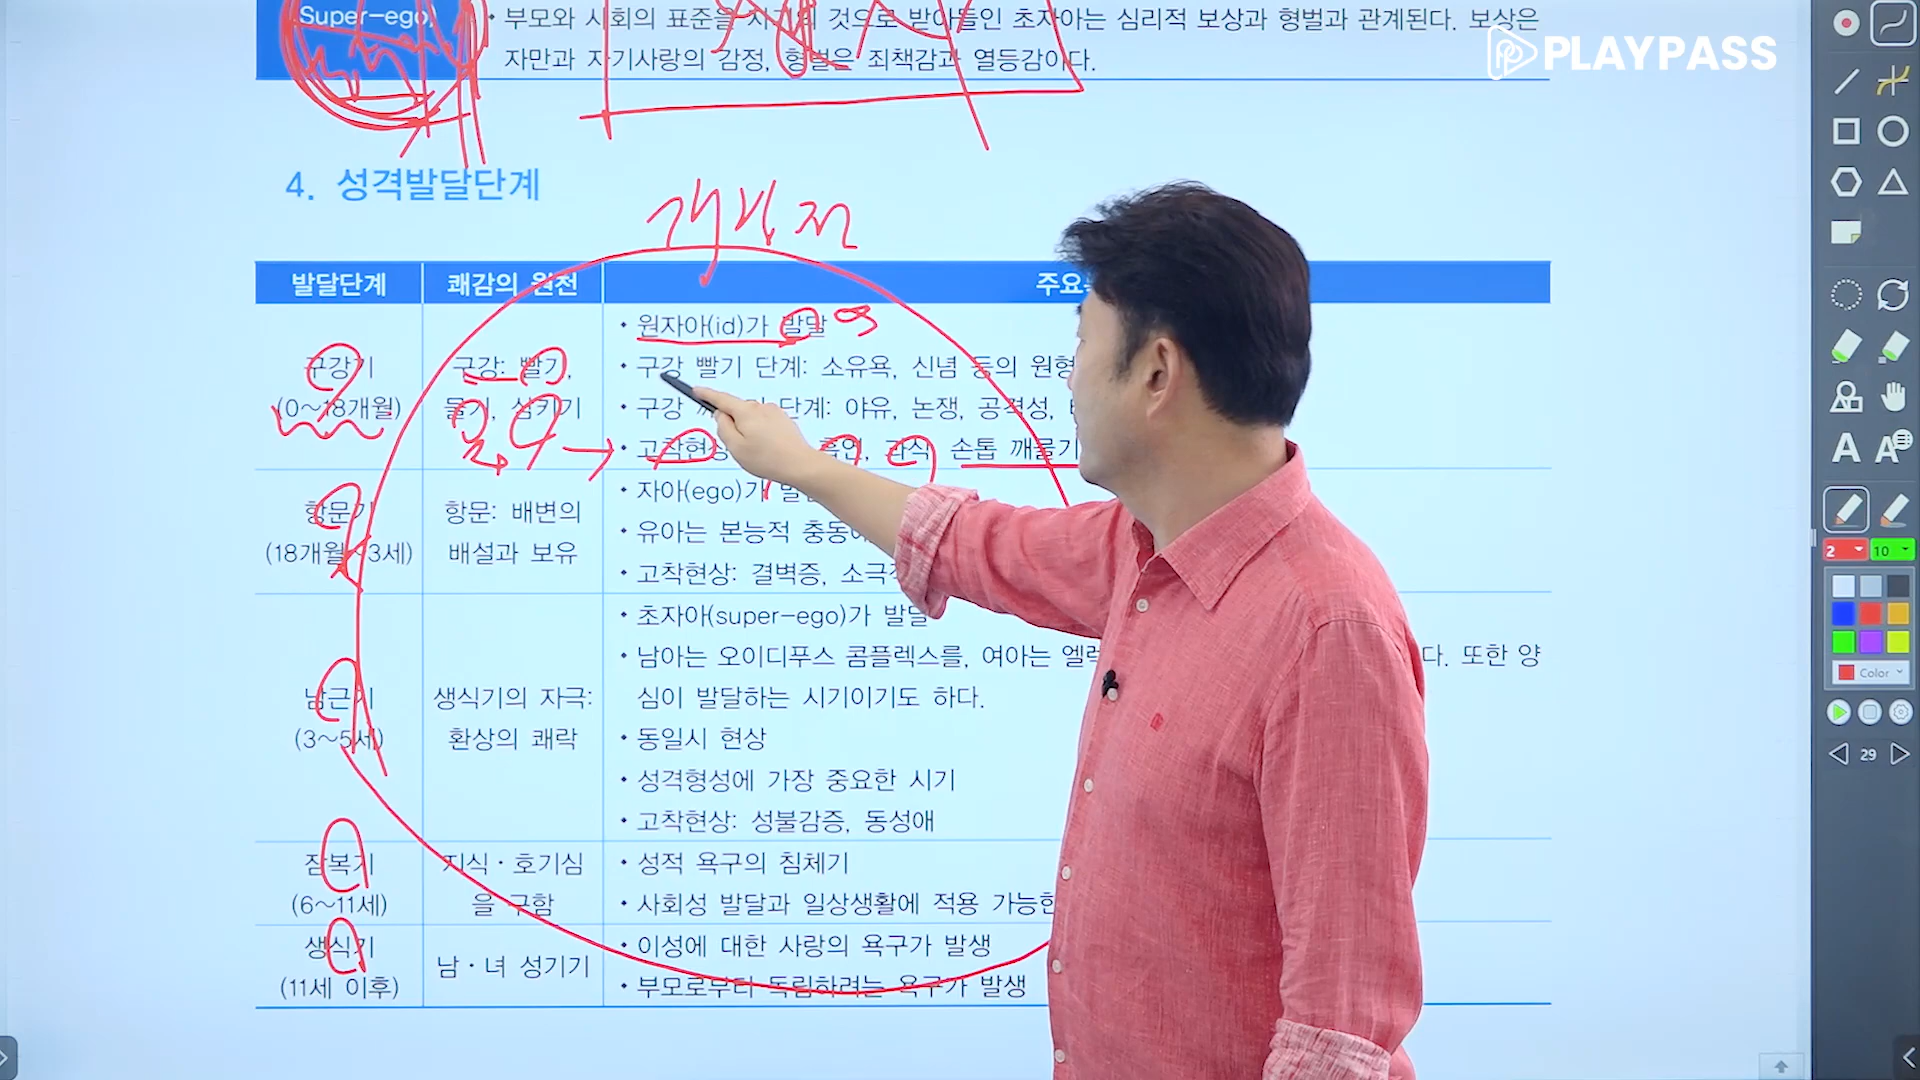 Super-ego)
• 부모와 사회의 표준을 자기의 것으로 받아들인 초자아는 심리적 보상과 형벌과 관계된다. 보상은
자만과 자기사랑의 감정, 형벌은 죄책감과 열등감이다.
PLAYPASS
4. 성격발달단계
발달단계 쾌감의 원천 주요
구강기
(0~18개월)
구강: 빨기,
물기, 삼키기
• 원자아(id)가 발달
• 구강 빨기 단계: 소유욕, 신념 등의 원형
• 구강 단계: 야유, 논쟁, 공격성,
• 고착현상 흡연, 과식 손톱 깨물기
항문기
(18개월~3세)
항문: 배변의
배설과 보유
• 자아(ego)가 발
• 유아는 본능적 충동
• 고착현상: 결벽증, 소극
남근기
(3~5세)
생식기의 자극:
환상의 쾌락
• 초자아(super-ego)가 발달
• 남아는 오이디푸스 콤플렉스를, 여아는 엘 다. 또한 양
심이 발달하는 시기이기도 하다.
• 동일시 현상
• 성격형성에 가장 중요한 시기
• 고착현상: 성불감증, 동성애
잠복기
(6~11세)
지식·호기심
을 구함
• 성적 욕구의 침체기
• 사회성 발달과 일상생활에 적용 가능한
생식기
(11세 이후)
남·녀 성기기
• 이성에 대한 사랑의 욕구가 발생
• 부모로부터 독립하려는 욕구가 발생
2
10
Color
29